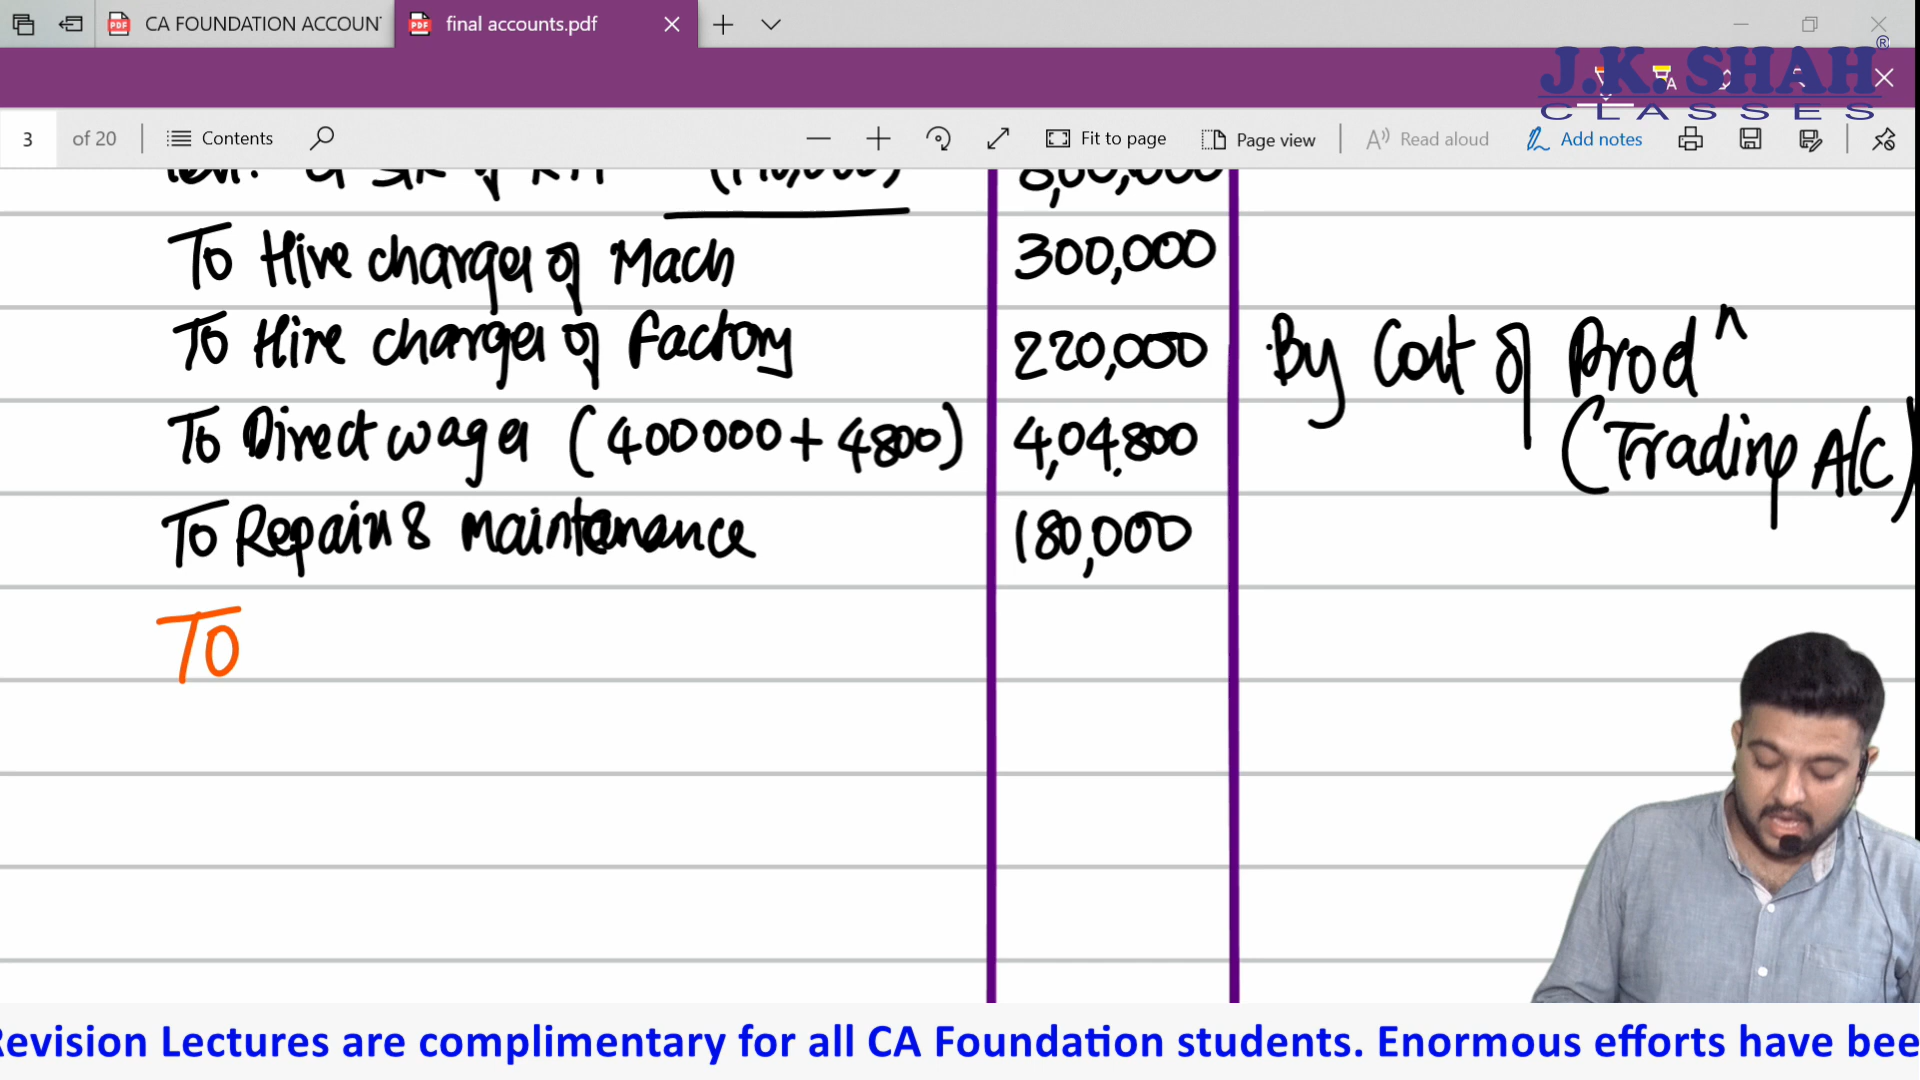 CA FOUNDATION ACCOUN
final accounts.pdf
J.K. SHAH®
CLASSES
3 of 20
Contents
Fit to page
Page view
Read aloud
Add notes
To Hire charges of Mach 300,000
To Hire charges of Factory 220,000
By Cost of Prodn
(Trading A/c)
To Direct wages (400000 + 4800) 4,04,800
To Repairs & maintenance 180,000
To
Revision Lectures are complimentary for all CA Foundation students. Enormous efforts have bee